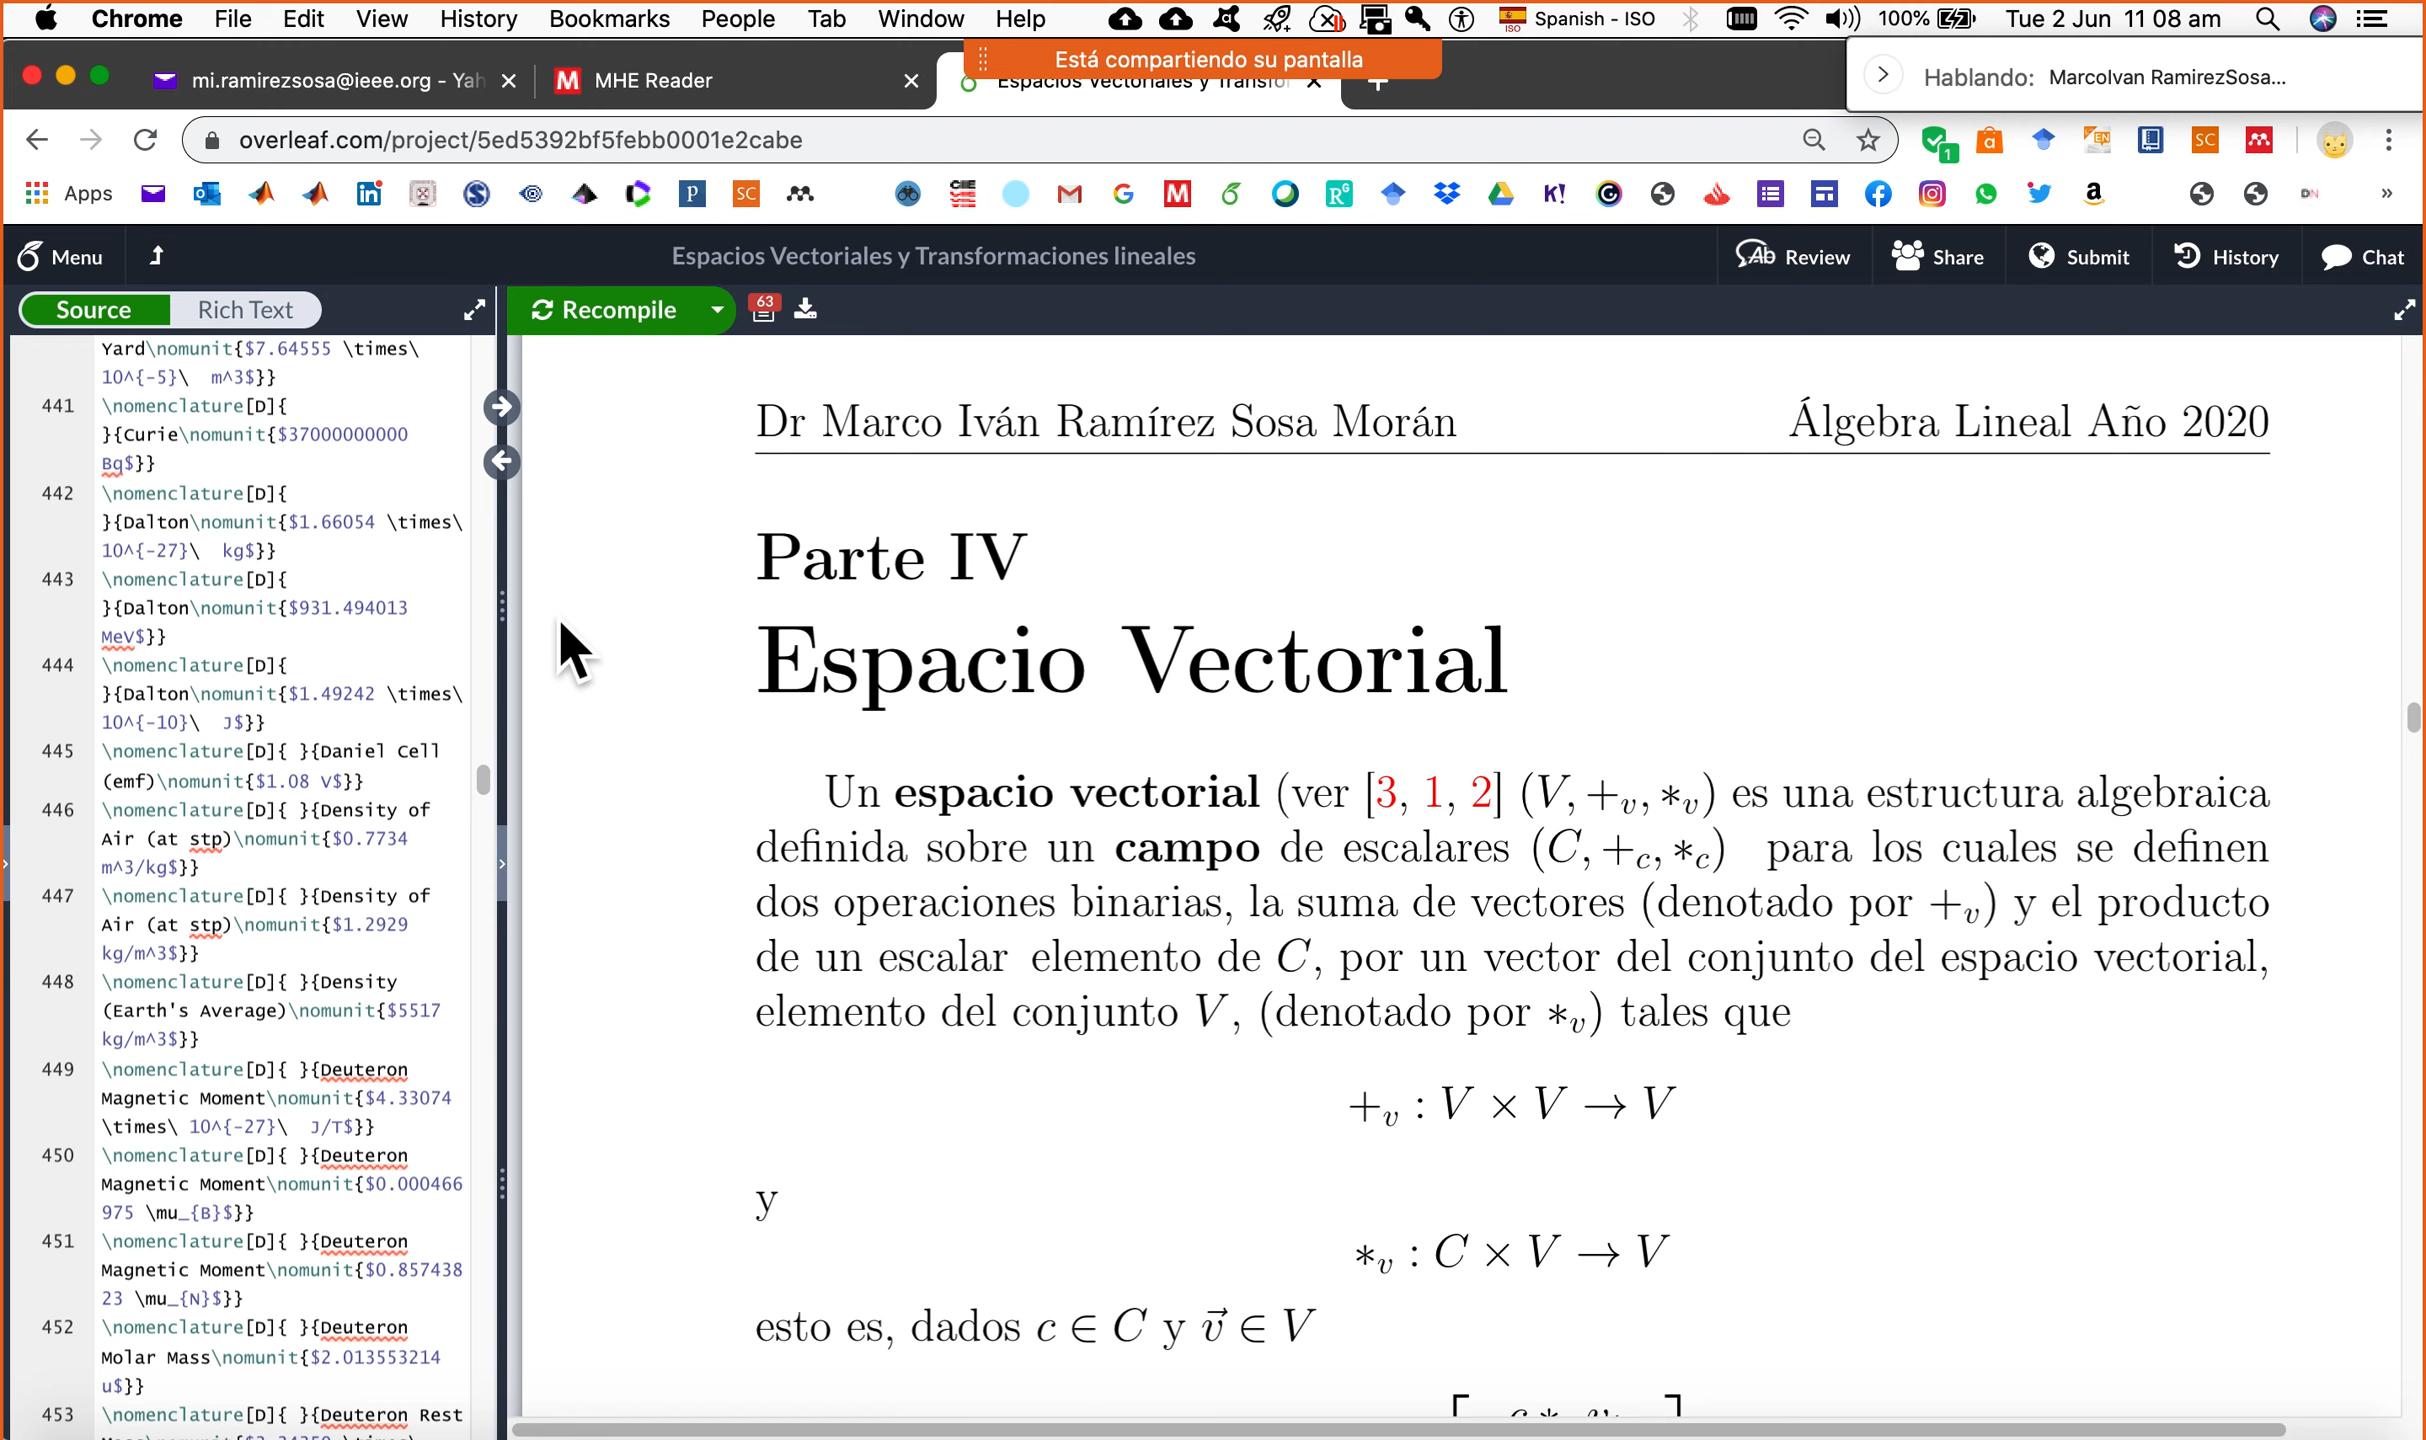 Chrome File Edit View History Bookmarks People Tab Window Help Spanish - ISO 100% Tue 2 Jun 11 08 am
Está compartiendo su pantalla
mi.ramirezsosa@ieee.org - Yah
MHE Reader
Espacios Vectoriales y Transfor
Hablando: MarcoIvan RamirezSosa...
overleaf.com/project/5ed5392bf5febb0001e2cabe
Apps
Menu
Espacios Vectoriales y Transformaciones lineales
Review Share Submit History Chat
Source Rich Text
Recompile 63
Yard\nomunit{$7.64555 \times\
10^{-5}\  m^3$}}
441 \nomenclature[D]{
}{Curie\nomunit{$37000000000
Bq$}}
442 \nomenclature[D]{
}{Dalton\nomunit{$1.66054 \times\
10^{-27}\  kg$}}
443 \nomenclature[D]{
}{Dalton\nomunit{$931.494013
MeV$}}
444 \nomenclature[D]{
}{Dalton\nomunit{$1.49242 \times\
10^{-10}\  J$}}
445 \nomenclature[D]{ }{Daniel Cell
(emf)\nomunit{$1.08 V$}}
446 \nomenclature[D]{ }{Density of
Air (at stp)\nomunit{$0.7734
m^3/kg$}}
447 \nomenclature[D]{ }{Density of
Air (at stp)\nomunit{$1.2929
kg/m^3$}}
448 \nomenclature[D]{ }{Density
(Earth's Average)\nomunit{$5517
kg/m^3$}}
449 \nomenclature[D]{ }{Deuteron
Magnetic Moment\nomunit{$4.33074
\times\ 10^{-27}\  J/T$}}
450 \nomenclature[D]{ }{Deuteron
Magnetic Moment\nomunit{$0.000466
975 \mu_{B}$}}
451 \nomenclature[D]{ }{Deuteron
Magnetic Moment\nomunit{$0.857438
23 \mu_{N}$}}
452 \nomenclature[D]{ }{Deuteron
Molar Mass\nomunit{$2.013553214
u$}}
453 \nomenclature[D]{ }{Deuteron Rest
Dr Marco Iván Ramírez Sosa Morán Álgebra Lineal Año 2020
Parte IV
Espacio Vectorial
Un espacio vectorial (ver [3, 1, 2] (V, +ᵥ, *ᵥ) es una estructura algebraica
definida sobre un campo de escalares (C, +_c, *_c) para los cuales se definen
dos operaciones binarias, la suma de vectores (denotado por +ᵥ) y el producto
de un escalar elemento de C, por un vector del conjunto del espacio vectorial,
elemento del conjunto V, (denotado por *ᵥ) tales que
+ᵥ : V × V → V
y
*ᵥ : C × V → V
esto es, dados c ∈ C y v⃗ ∈ V